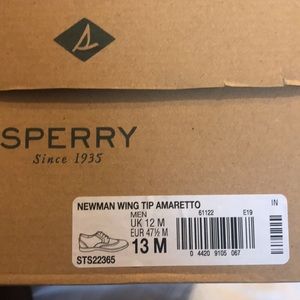 SPERRY
Since 1935
NEWMAN WING TIP AMARETTO
IN
MEN
61122
E19
UK 12 M
EUR 47½ M
13 M
STS22365
0 4420 9105 067